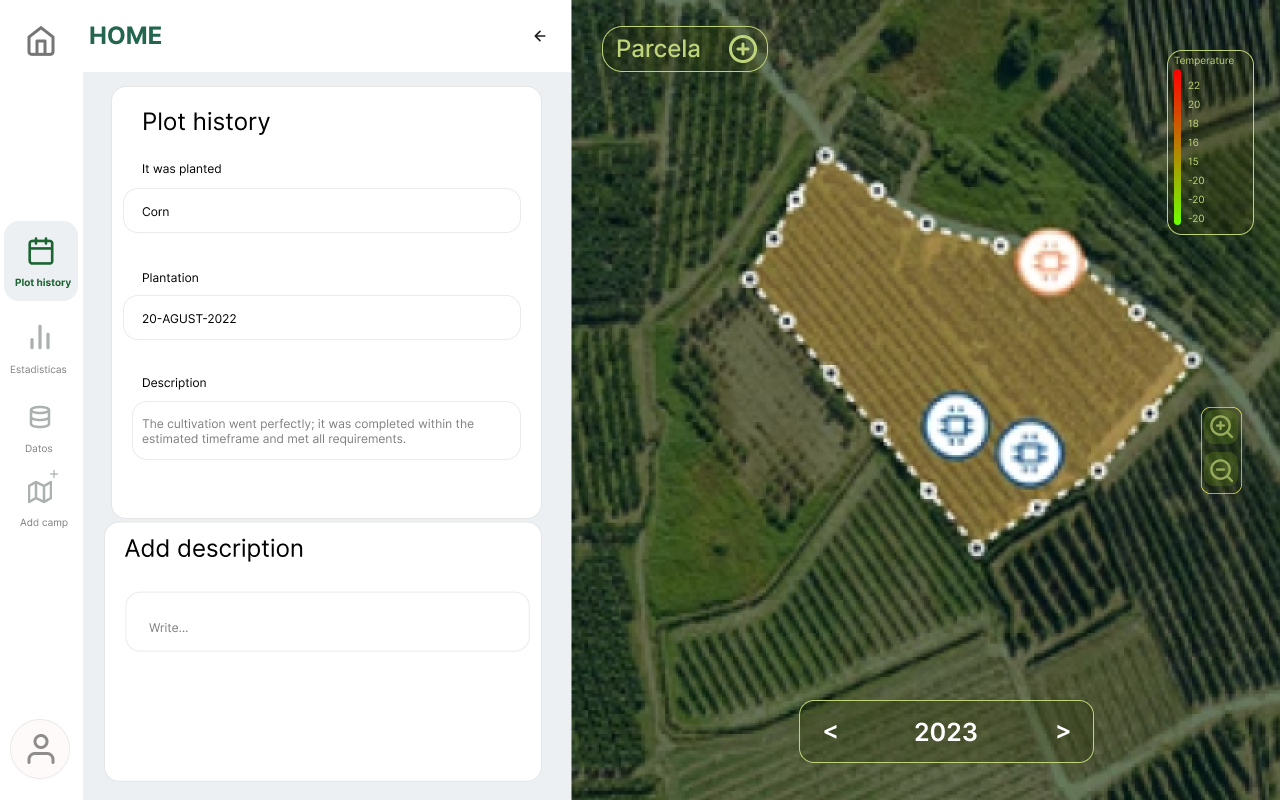 HOME
Plot history
Estadisticas
Datos
Add camp
Plot history
It was planted
Corn
Plantation
20-AGUST-2022
Description
The cultivation went perfectly; it was completed within the
estimated timeframe and met all requirements.
Add description
Write...
Parcela
Temperature
22
20
18
16
15
-20
-20
-20
< 2023 >